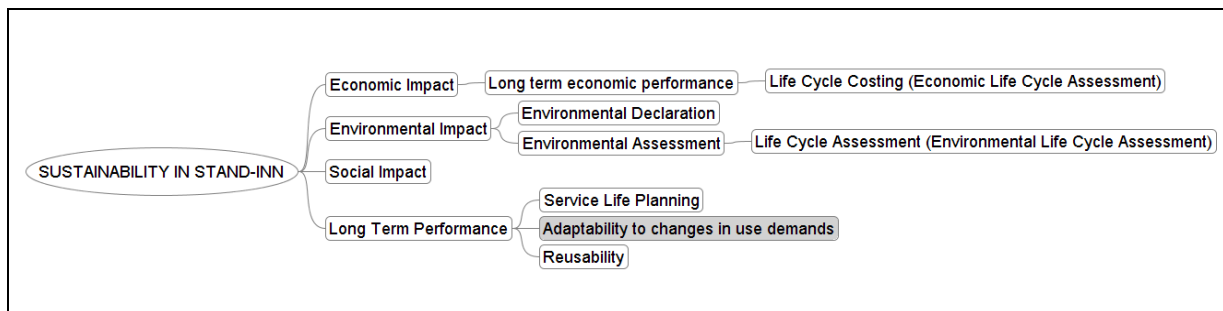 SUSTAINABILITY IN STAND-INN
Economic Impact
Long term economic performance
Life Cycle Costing (Economic Life Cycle Assessment)
Environmental Impact
Environmental Declaration
Environmental Assessment
Life Cycle Assessment (Environmental Life Cycle Assessment)
Social Impact
Long Term Performance
Service Life Planning
Adaptability to changes in use demands
Reusability